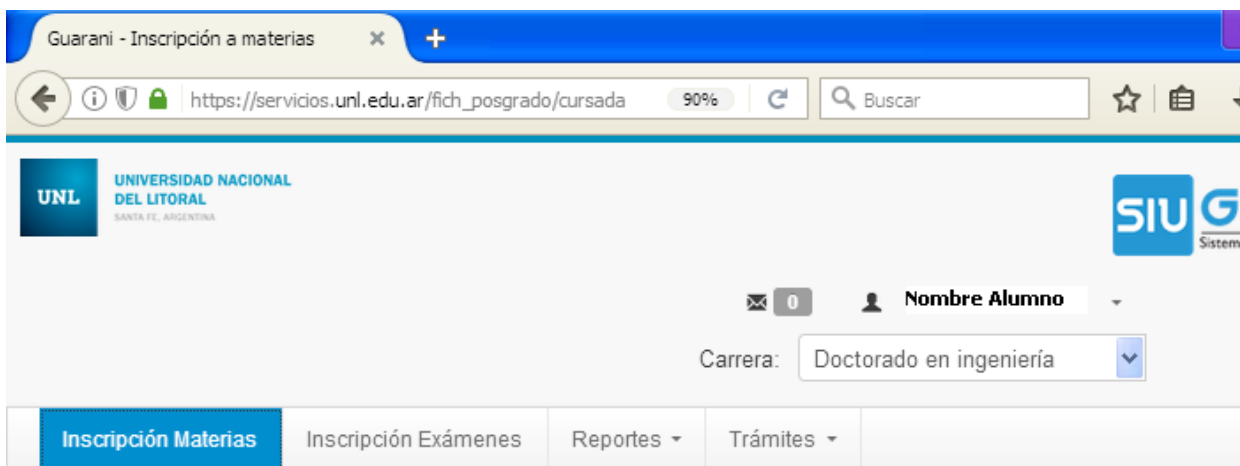 Guarani - Inscripción a materias
https://servicios.unl.edu.ar/fich_posgrado/cursada 90% Buscar
UNL UNIVERSIDAD NACIONAL
DEL LITORAL
SANTA FE, ARGENTINA
SIU G
Sistem
0 Nombre Alumno
Carrera: Doctorado en ingeniería
Inscripción Materias Inscripción Exámenes Reportes Trámites